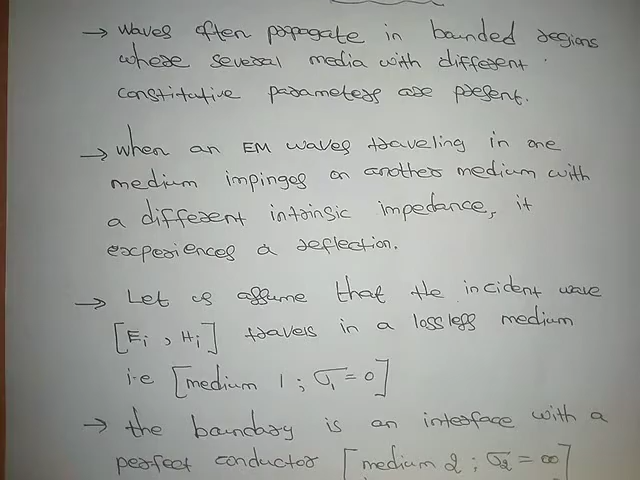 → Waves often propagate in bounded regions
where several media with different
constitutive parameters are present.
→ when an EM waves traveling in one
medium impinges on another medium with
a different intrinsic impedance, it
experiences a reflection.
→ Let us assume that the incident wave
[Ei , Hi] travels in a lossless medium
i.e [medium 1 ; σ1 = 0]
→ the boundary is an interface with a
perfect conductor [medium 2 ; σ2 = ∞]